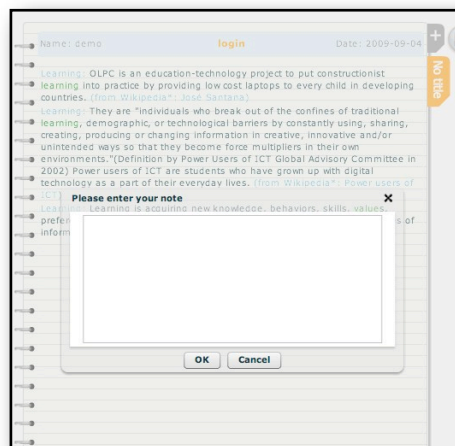 Name: demo login Date: 2009-09-04
+
No title
Learning: OLPC is an education-technology project to put constructionist
learning into practice by providing low cost laptops to every child in developing
countries. (from Wikipedia*: José Santana)
Learning: They are "individuals who break out of the confines of traditional
learning, demographic, or technological barriers by constantly using, sharing,
creating, producing or changing information in creative, innovative and/or
unintended ways so that they become force multipliers in their own
environments."(Definition by Power Users of ICT Global Advisory Committee in
2002) Power users of ICT are students who have grown up with digital
technology as a part of their everyday lives. (from Wikipedia*: Power users of
ICT)
Learning: Learning is acquiring new knowledge, behaviors, skills, values,
of
Please enter your note
OK Cancel